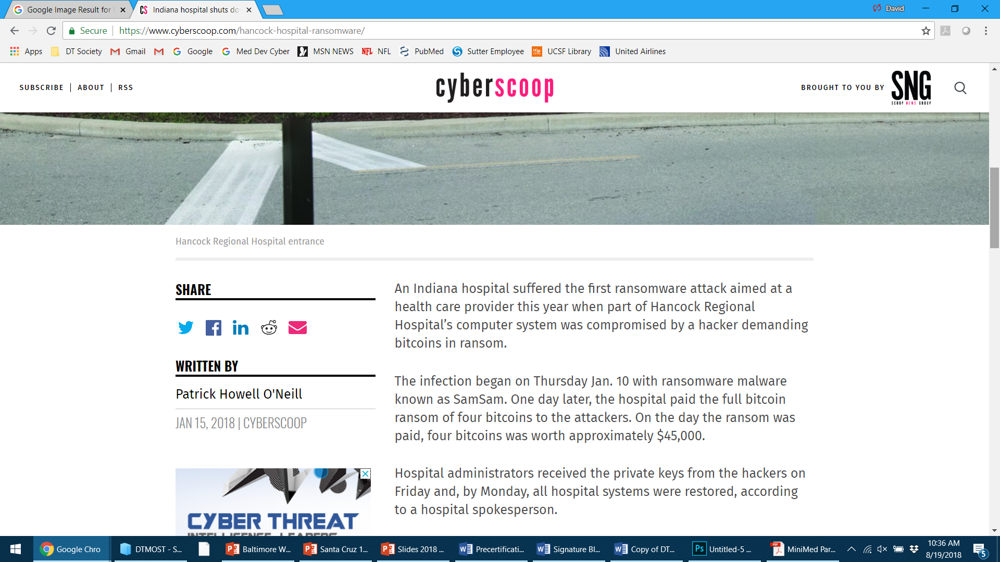 Google Image Result for
Indiana hospital shuts do
David
Secure
https://www.cyberscoop.com/hancock-hospital-ransomware/
Apps
DT Society
Gmail
Google
Med Dev Cyber
MSN NEWS
NFL
NFL
PubMed
Sutter Employee
UCSF Library
United Airlines
SUBSCRIBE | ABOUT | RSS
cyberscoop
BROUGHT TO YOU BY
SNG
SCOOP NEWS GROUP
Hancock Regional Hospital entrance
SHARE
WRITTEN BY
Patrick Howell O'Neill
JAN 15, 2018 | CYBERSCOOP
CYBER THREAT
INTELLIGENCE LEADERS
An Indiana hospital suffered the first ransomware attack aimed at a
health care provider this year when part of Hancock Regional
Hospital’s computer system was compromised by a hacker demanding
bitcoins in ransom.
The infection began on Thursday Jan. 10 with ransomware malware
known as SamSam. One day later, the hospital paid the full bitcoin
ransom of four bitcoins to the attackers. On the day the ransom was
paid, four bitcoins was worth approximately $45,000.
Hospital administrators received the private keys from the hackers on
Friday and, by Monday, all hospital systems were restored, according
to a hospital spokesperson.
Google Chro
DTMOST - S...
Baltimore W...
Santa Cruz 1...
Slides 2018 ...
Precertificati...
Signature Bl...
Copy of DT...
Untitled-5 ...
MiniMed Par...
10:36 AM
8/19/2018
5